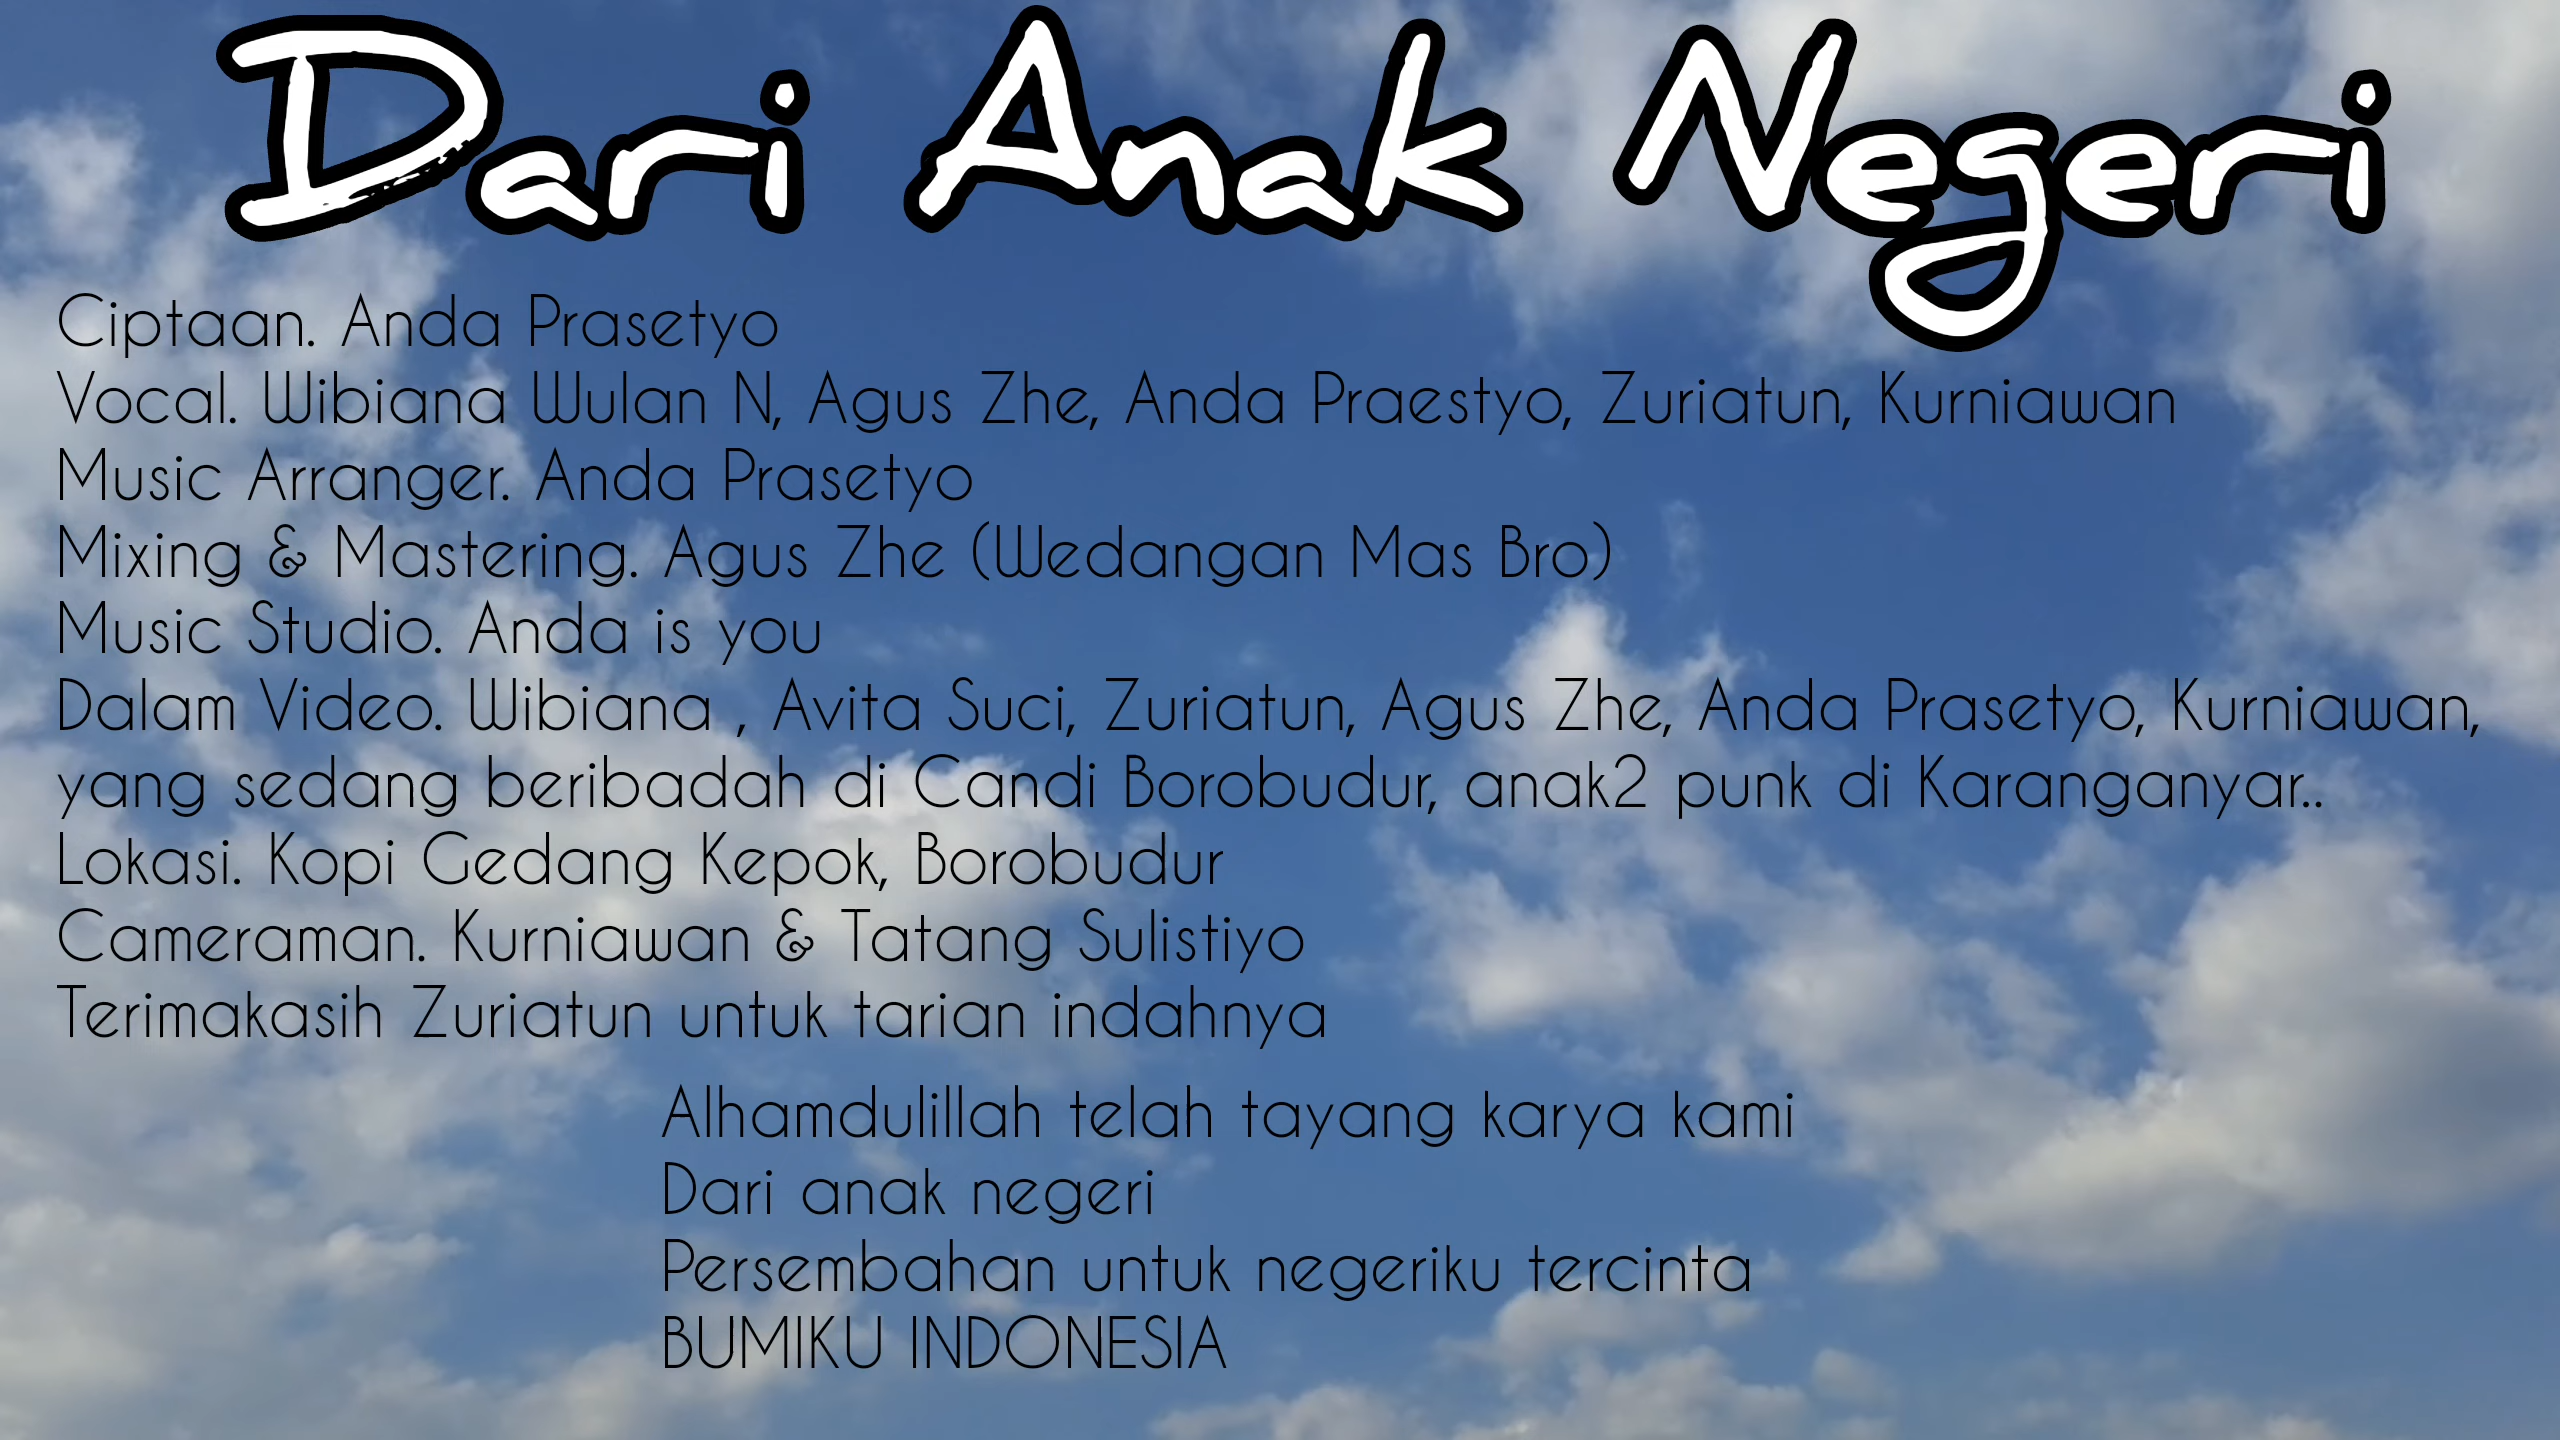 Dari Anak Negeri
Ciptaan. Anda Prasetyo
Vocal. Wibiana Wulan N, Agus Zhe, Anda Praestyo, Zuriatun, Kurniawan
Music Arranger. Anda Prasetyo
Mixing & Mastering. Agus Zhe (Wedangan Mas Bro)
Music Studio. Anda is you
Dalam Video. Wibiana , Avita Suci, Zuriatun, Agus Zhe, Anda Prasetyo, Kurniawan,
yang sedang beribadah di Candi Borobudur, anak2 punk di Karanganyar..
Lokasi. Kopi Gedang Kepok, Borobudur
Cameraman. Kurniawan & Tatang Sulistiyo
Terimakasih Zuriatun untuk tarian indahnya
Alhamdulillah telah tayang karya kami
Dari anak negeri
Persembahan untuk negeriku tercinta
BUMIKU INDONESIA